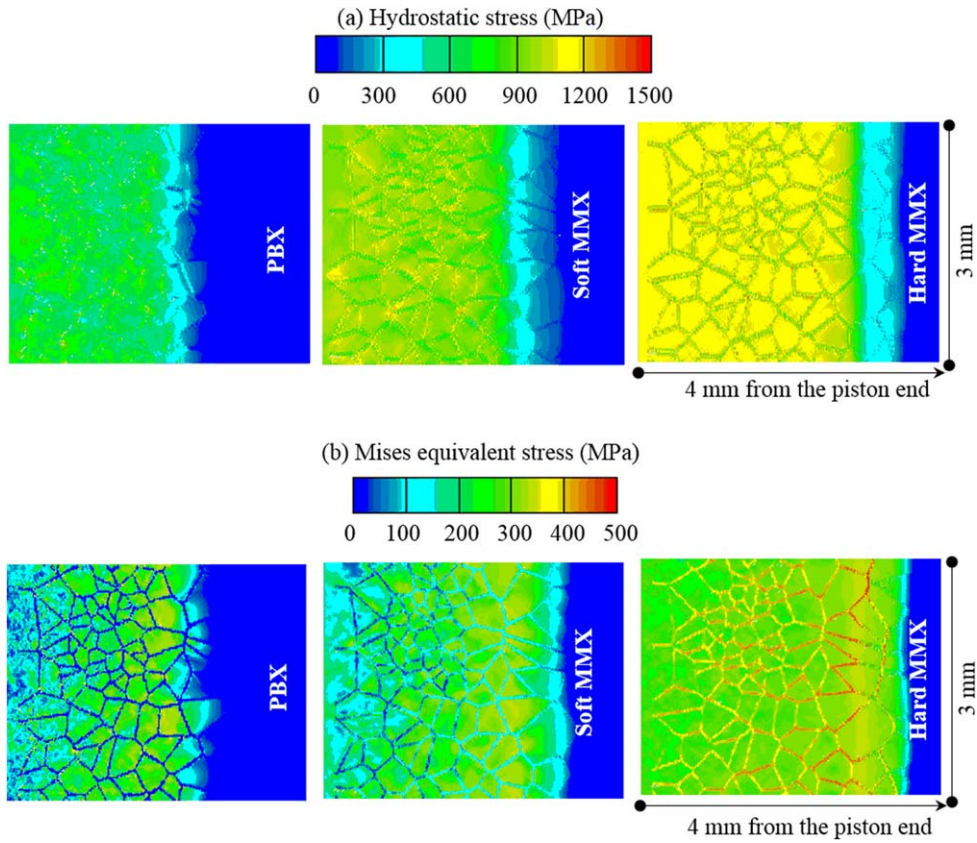 (a) Hydrostatic stress (MPa)
0 300 600 900 1200 1500
PBX
Soft MMX
Hard MMX
3 mm
4 mm from the piston end
(b) Mises equivalent stress (MPa)
0 100 200 300 400 500
PBX
Soft MMX
Hard MMX
3 mm
4 mm from the piston end